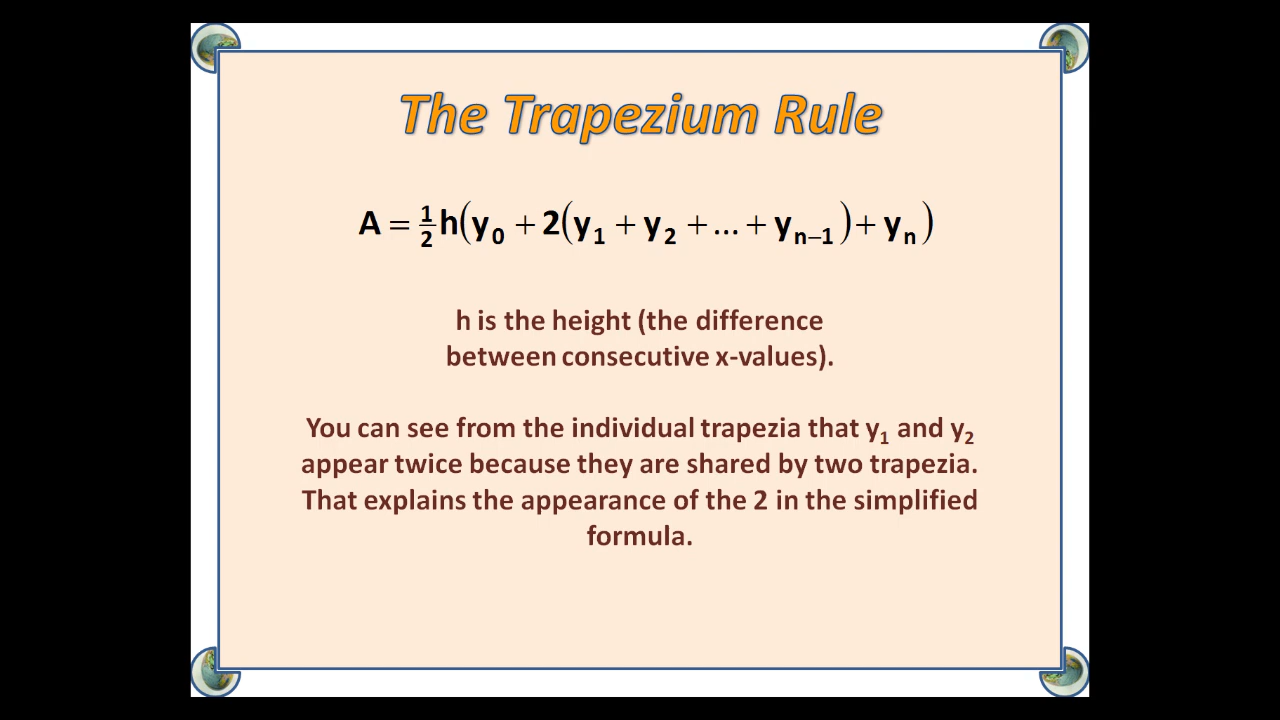 The Trapezium Rule
A = ½h(y₀ + 2(y₁ + y₂ + ... + yₙ₋₁) + yₙ)
h is the height (the difference
between consecutive x-values).
You can see from the individual trapezia that y₁ and y₂
appear twice because they are shared by two trapezia.
That explains the appearance of the 2 in the simplified
formula.